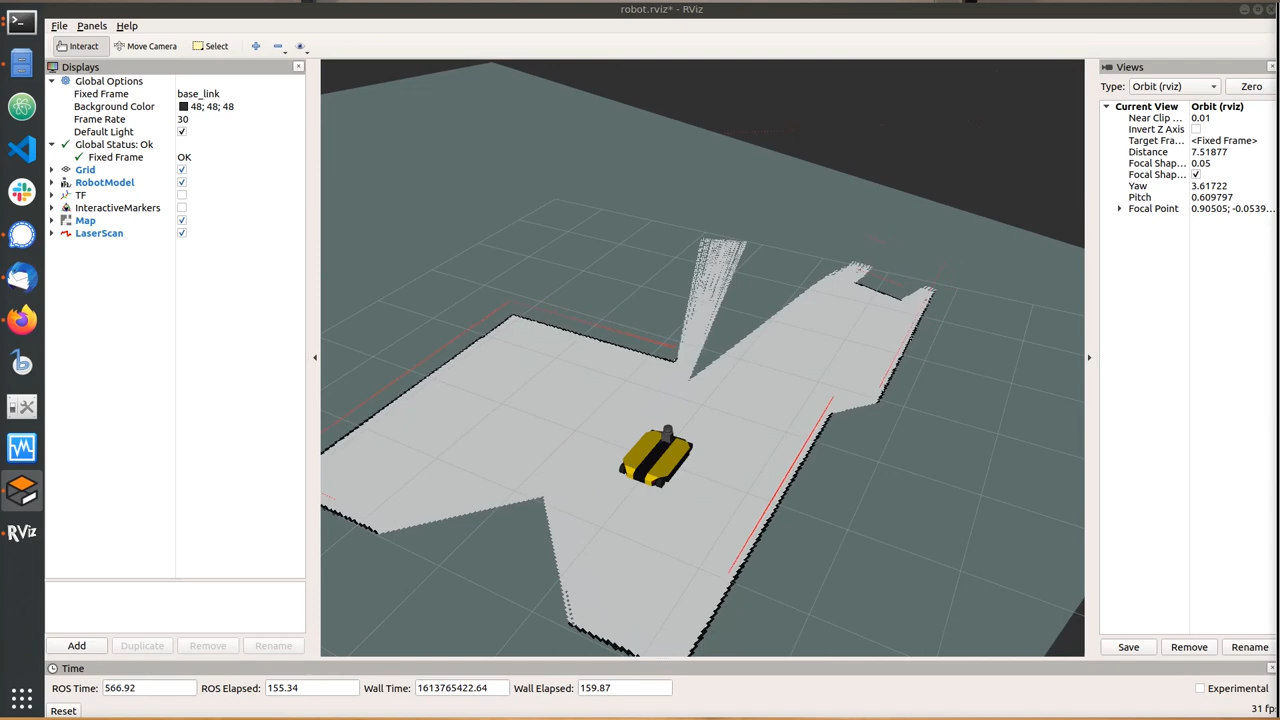 robot.rviz* - RViz
File Panels Help
Interact Move Camera Select
Displays
Global Options
Fixed Frame base_link
Background Color 48; 48; 48
Frame Rate 30
Default Light
Global Status: Ok
Fixed Frame OK
Grid
RobotModel
TF
InteractiveMarkers
Map
LaserScan
Add Duplicate Remove Rename
Views
Type: Orbit (rviz) Zero
Current View Orbit (rviz)
Near Clip ... 0.01
Invert Z Axis
Target Fra... <Fixed Frame>
Distance 7.51877
Focal Shap... 0.05
Focal Shap...
Yaw 3.61722
Pitch 0.609797
Focal Point 0.90505; -0.0539...
Save Remove Rename
Time
ROS Time: 566.92 ROS Elapsed: 155.34 Wall Time: 1613765422.64 Wall Elapsed: 159.87 Experimental
Reset 31 fps
RViz